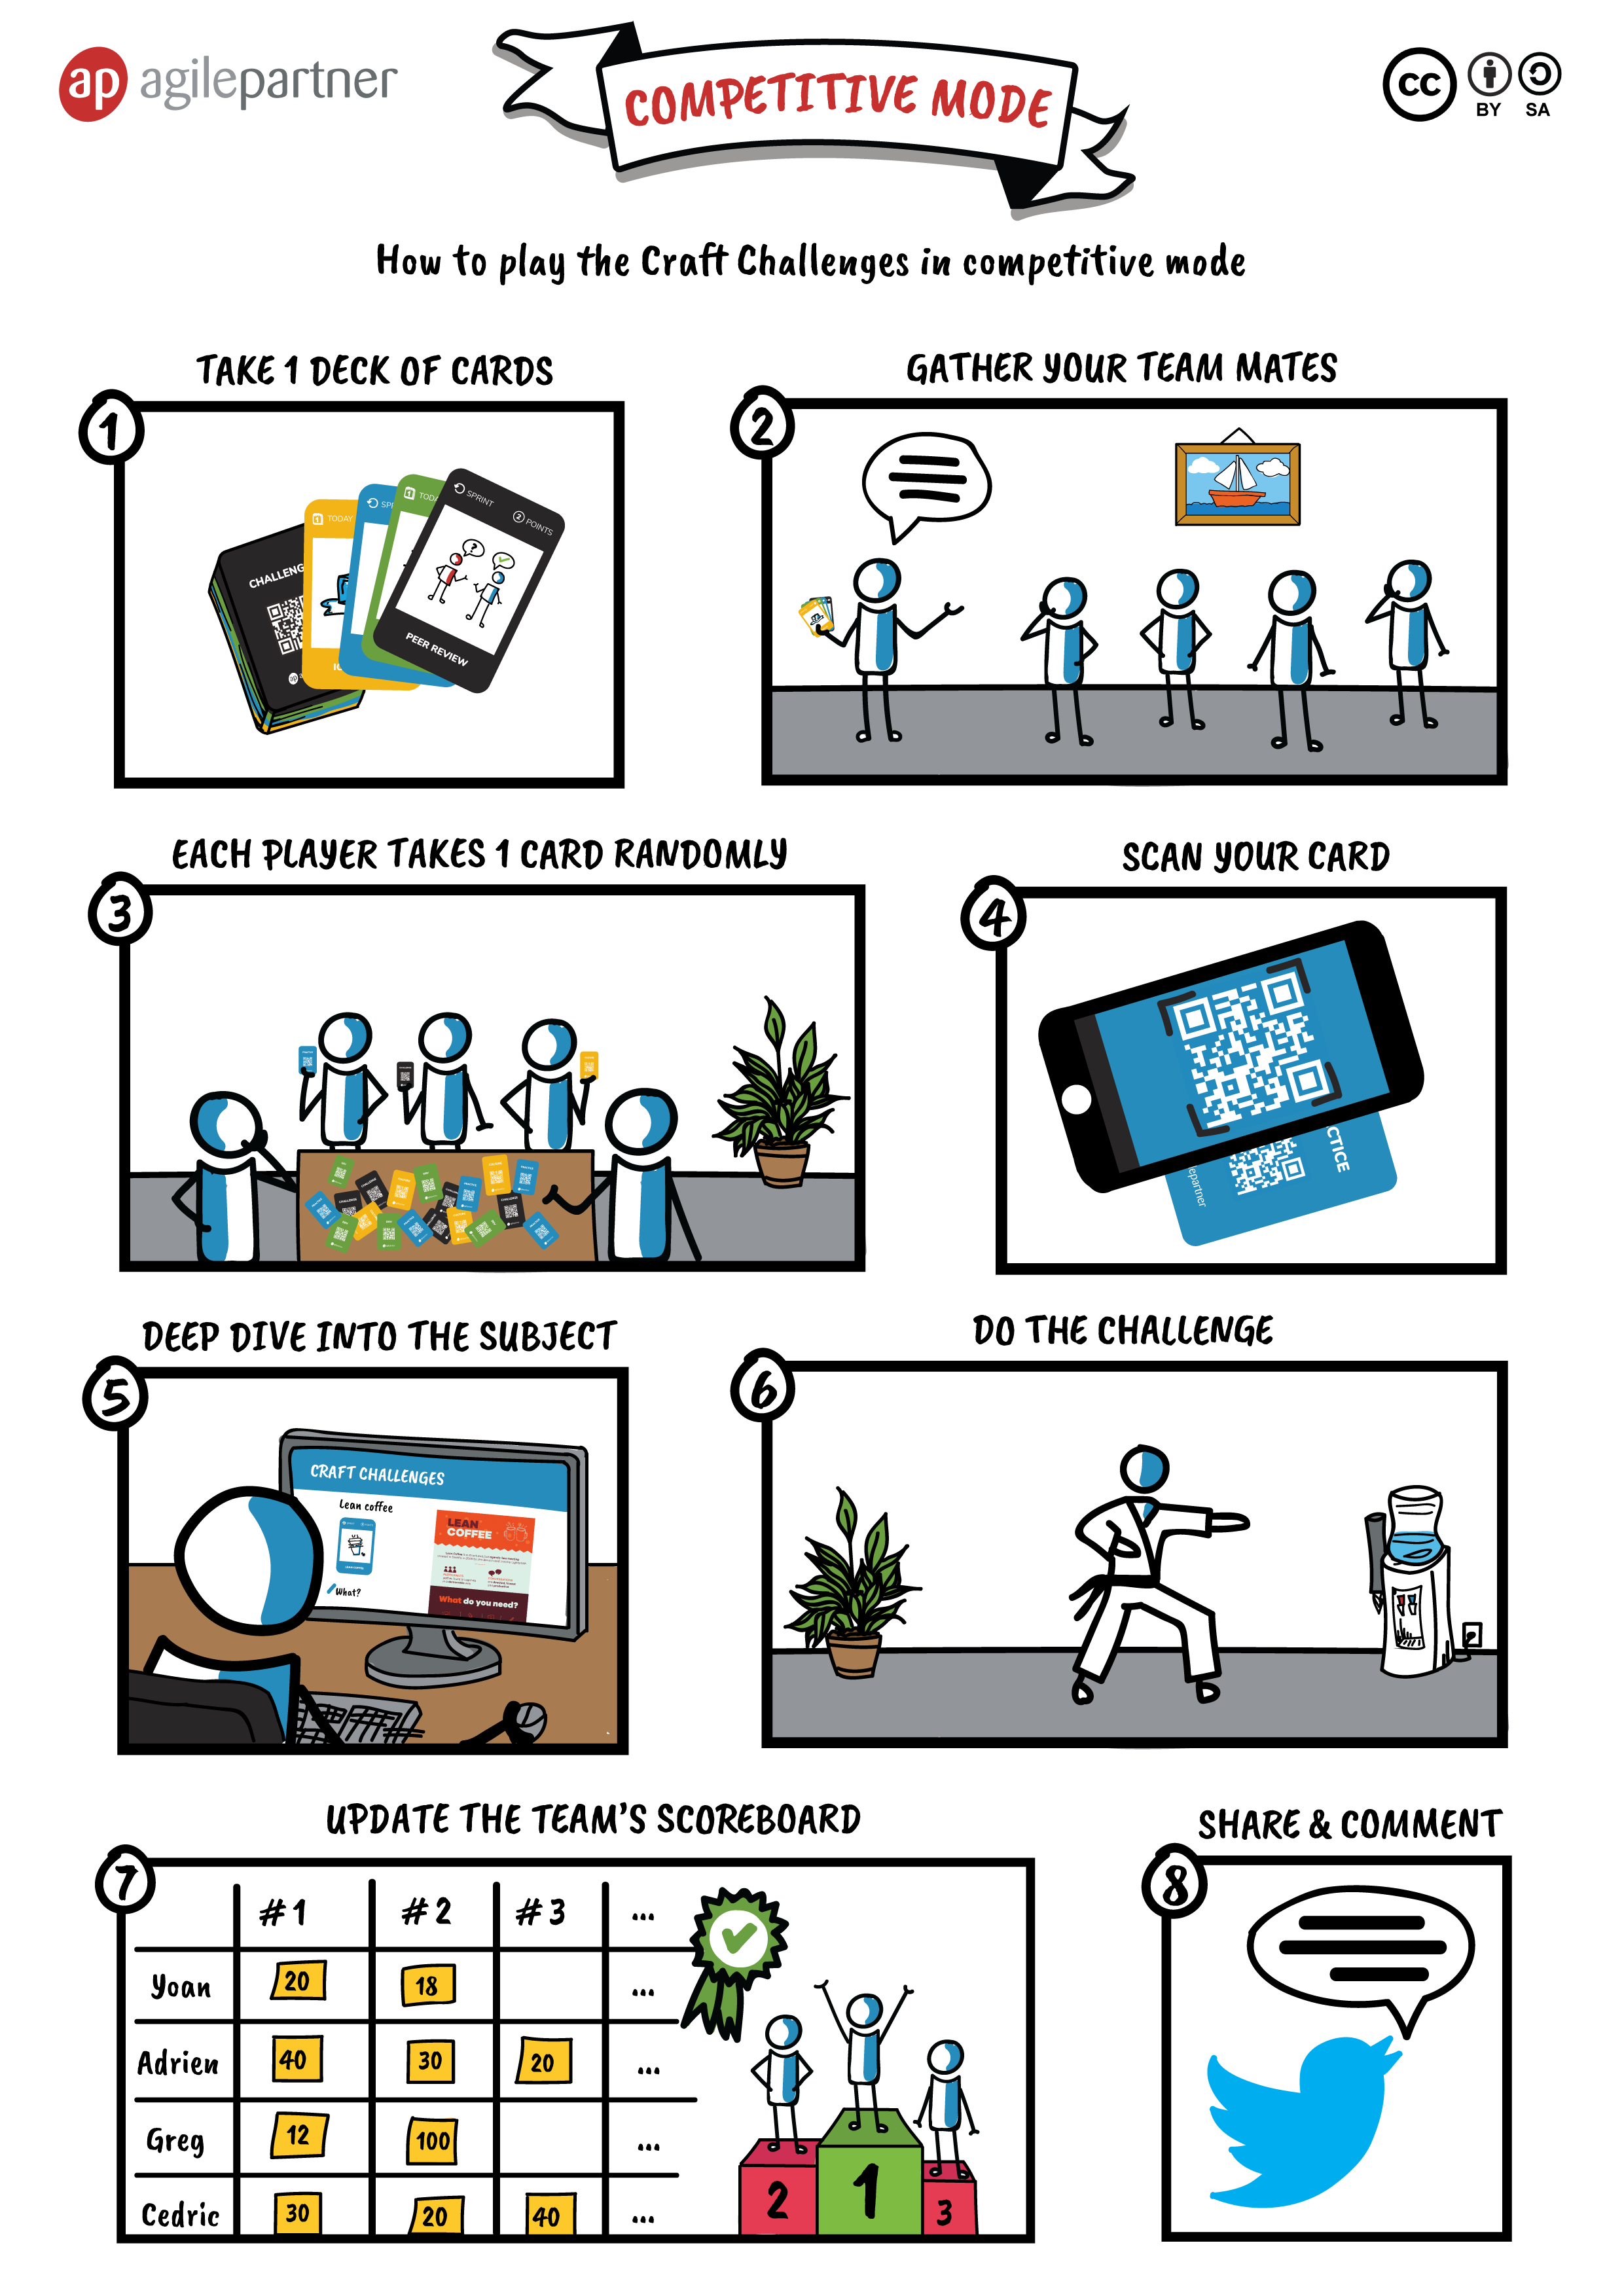 ap agilepartner
COMPETITIVE MODE
CC
BY SA
How to play the Craft Challenges in competitive mode
TAKE 1 DECK OF CARDS
1
CHALLENG
ap
1 TODAY
SPR
1 TODA
SPRINT 2 POINTS
PEER REVIEW
GATHER YOUR TEAM MATES
2
EACH PLAYER TAKES 1 CARD RANDOMLY
3
SCAN YOUR CARD
4
CTICE
epartner
DEEP DIVE INTO THE SUBJECT
5
CRAFT CHALLENGES
Lean coffee
What?
LEAN
COFFEE
What do you need?
DO THE CHALLENGE
6
UPDATE THE TEAM'S SCOREBOARD
7
#1 #2 #3 ...
Yoan 20 18 ...
Adrien 40 30 20 ...
Greg 12 100 ...
Cedric 30 20 40 ...
2 1 3
SHARE & COMMENT
8